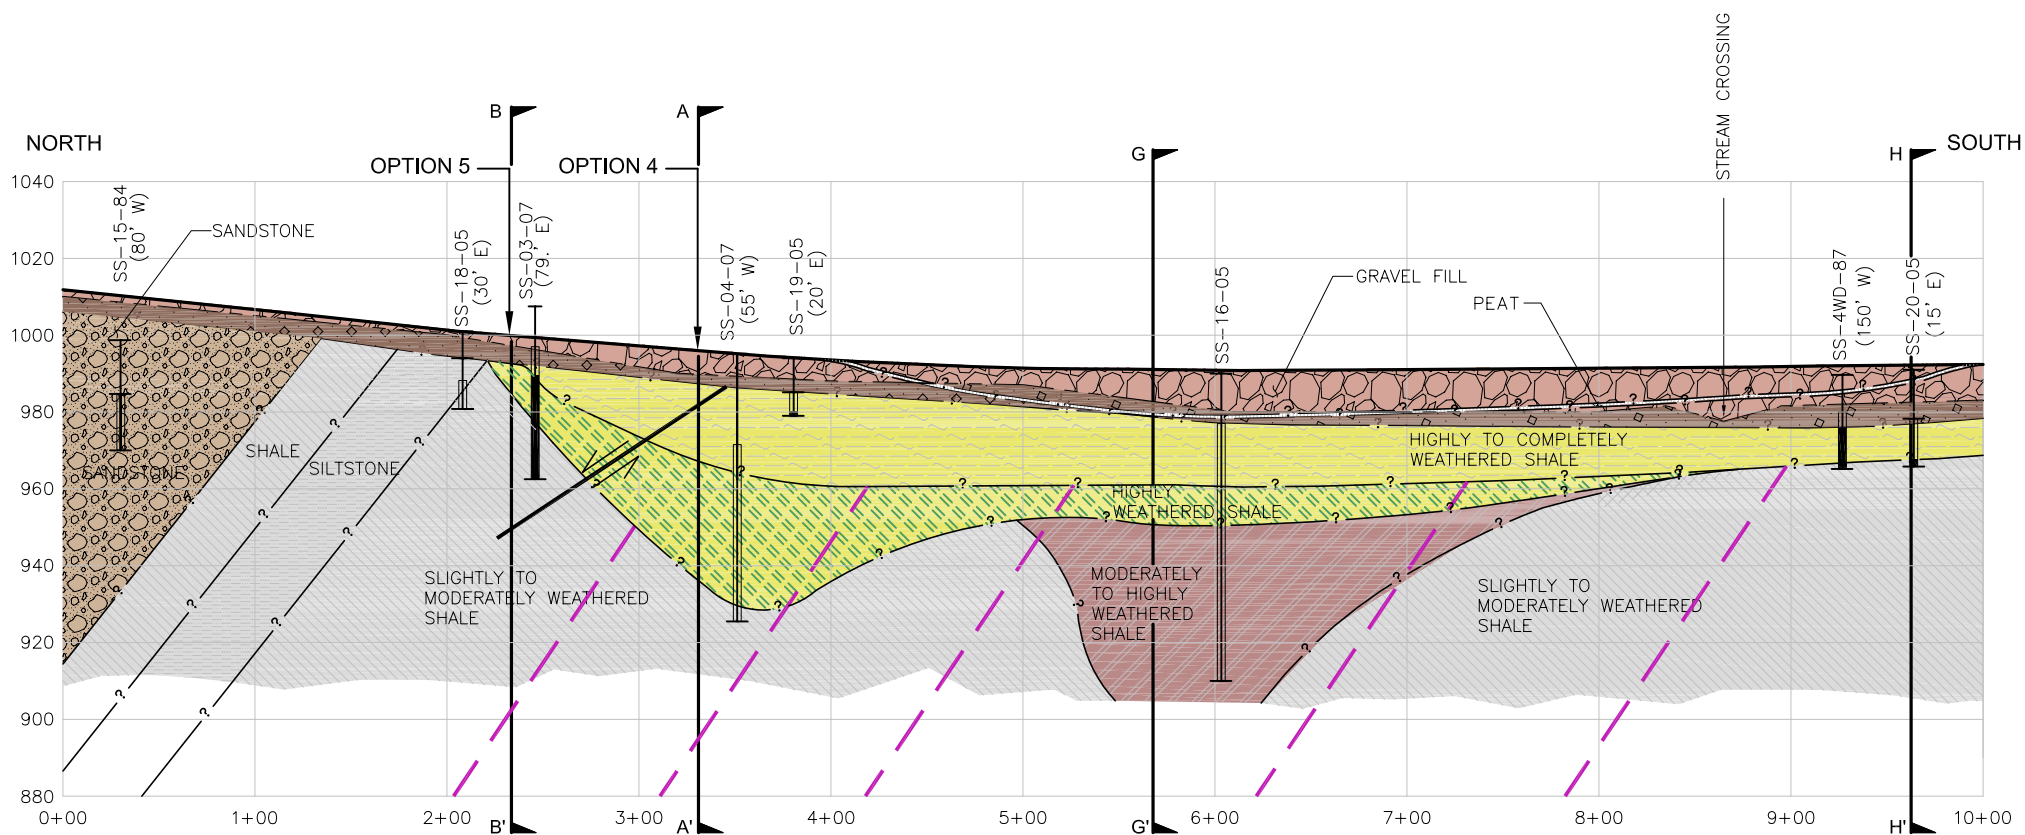 STREAM CROSSING
B
A
NORTH
G
H
SOUTH
OPTION 5
OPTION 4
1040
1020
1000
980
960
940
920
900
880
SS-15-84
(80' W)
SANDSTONE
SS-18-05
(30' E)
SS-03-07
(79.' E)
SS-04-07
(55' W)
SS-19-05
(20' E)
SS-16-05
GRAVEL FILL
PEAT
SS-4WD-87
(150' W)
SS-20-05
(15' E)
SANDSTONE
SHALE
SILTSTONE
HIGHLY TO COMPLETELY
WEATHERED SHALE
HIGHLY
WEATHERED SHALE
SLIGHTLY TO
MODERATELY WEATHERED
SHALE
MODERATELY
TO HIGHLY
WEATHERED
SHALE
SLIGHTLY TO
MODERATELY WEATHERED
SHALE
0+00
1+00
2+00
3+00
4+00
5+00
6+00
7+00
8+00
9+00
10+00
B'
A'
G'
H'